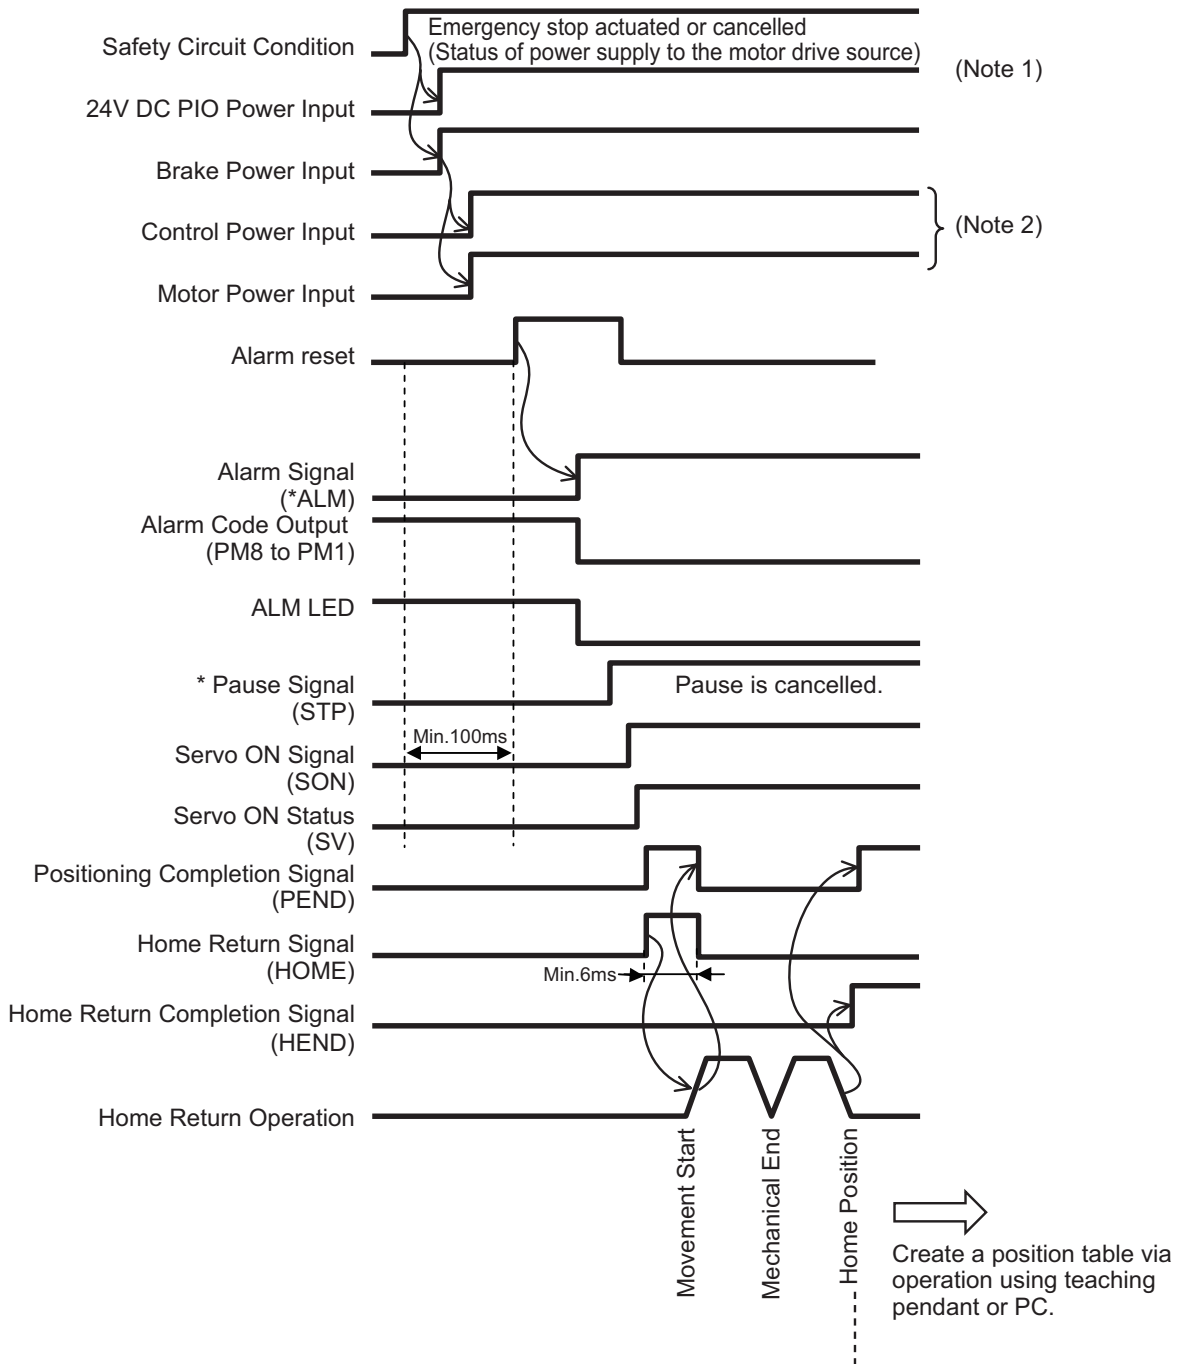 Emergency stop actuated or cancelled
Safety Circuit Condition
(Status of power supply to the motor drive source)
(Note 1)
24V DC PIO Power Input
Brake Power Input
Control Power Input
(Note 2)
Motor Power Input
Alarm reset
Alarm Signal
(*ALM)
Alarm Code Output
(PM8 to PM1)
ALM LED
* Pause Signal
(STP)
Pause is cancelled.
Min.100ms
Servo ON Signal
(SON)
Servo ON Status
(SV)
Positioning Completion Signal
(PEND)
Home Return Signal
(HOME)
Min.6ms
Home Return Completion Signal
(HEND)
Home Return Operation
Movement Start
Mechanical End
Home Position
Create a position table via
operation using teaching
pendant or PC.